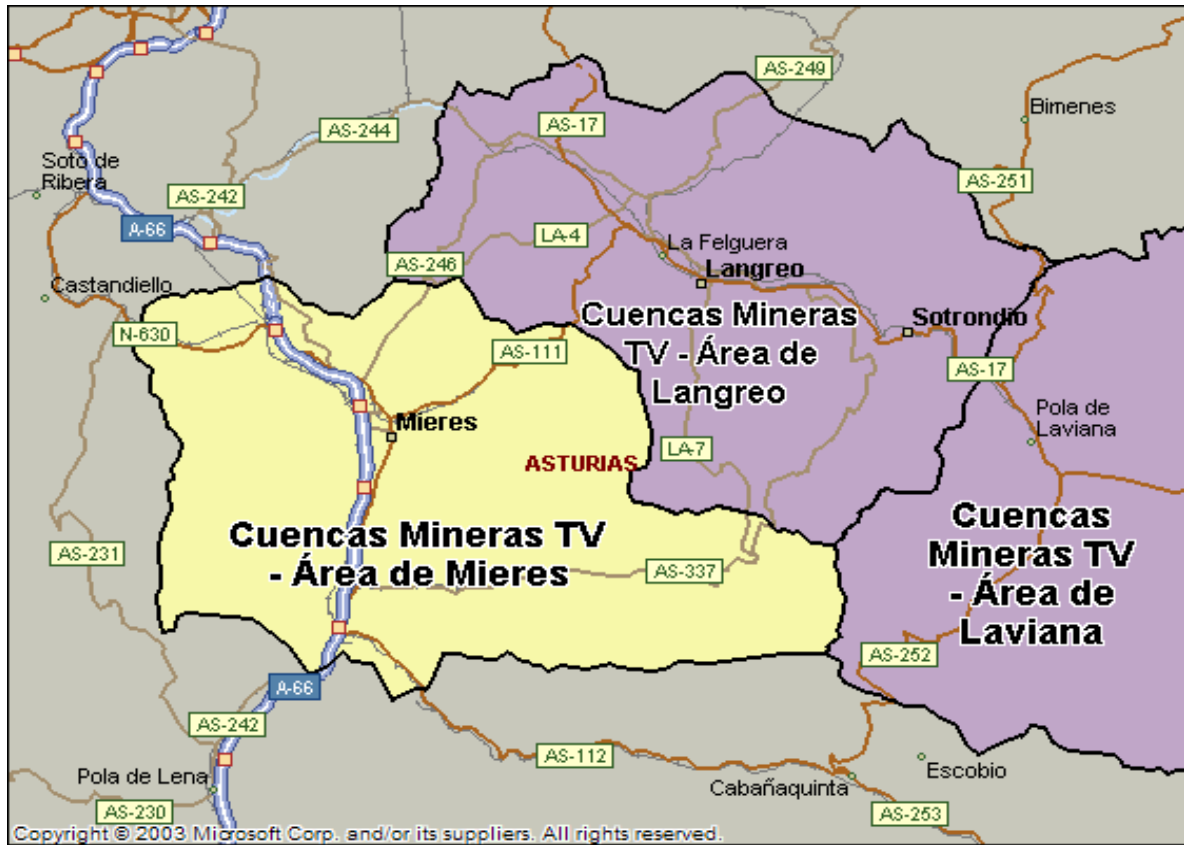 AS-249
Bimenes
AS-17
AS-244
Soto de
Ribera
AS-251
AS-242
A-66
LA-4
La Felguera
AS-246
Langreo
Castandiello
Cuencas Mineras
TV - Área de
Langreo
Sotrondio
N-630
AS-111
AS-17
Mieres
Pola de
Laviana
LA-7
ASTURIAS
Cuencas Mineras TV
- Área de Mieres
Cuencas
Mineras TV
- Área de
Laviana
AS-231
AS-337
AS-252
A-66
AS-242
AS-112
Escobio
Pola de Lena
Cabañaquinta
AS-230
AS-253
Copyright © 2003 Microsoft Corp. and/or its suppliers. All rights reserved.